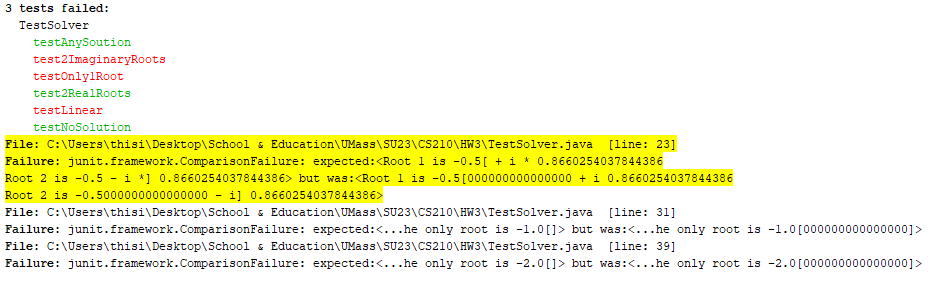 3 tests failed:
TestSolver
testAnySoution
test2ImaginaryRoots
testOnly1Root
test2RealRoots
testLinear
testNoSolution
File: C:\Users\thisi\Desktop\School & Education\UMass\SU23\CS210\HW3\TestSolver.java [line: 23]
Failure: junit.framework.ComparisonFailure: expected:<Root 1 is -0.5[ + i * 0.8660254037844386
Root 2 is -0.5 - i *] 0.8660254037844386> but was:<Root 1 is -0.5[000000000000000 + i 0.8660254037844386
Root 2 is -0.5000000000000000 - i] 0.8660254037844386>
File: C:\Users\thisi\Desktop\School & Education\UMass\SU23\CS210\HW3\TestSolver.java [line: 31]
Failure: junit.framework.ComparisonFailure: expected:<...he only root is -1.0[]> but was:<...he only root is -1.0[000000000000000]>
File: C:\Users\thisi\Desktop\School & Education\UMass\SU23\CS210\HW3\TestSolver.java [line: 39]
Failure: junit.framework.ComparisonFailure: expected:<...he only root is -2.0[]> but was:<...he only root is -2.0[000000000000000]>